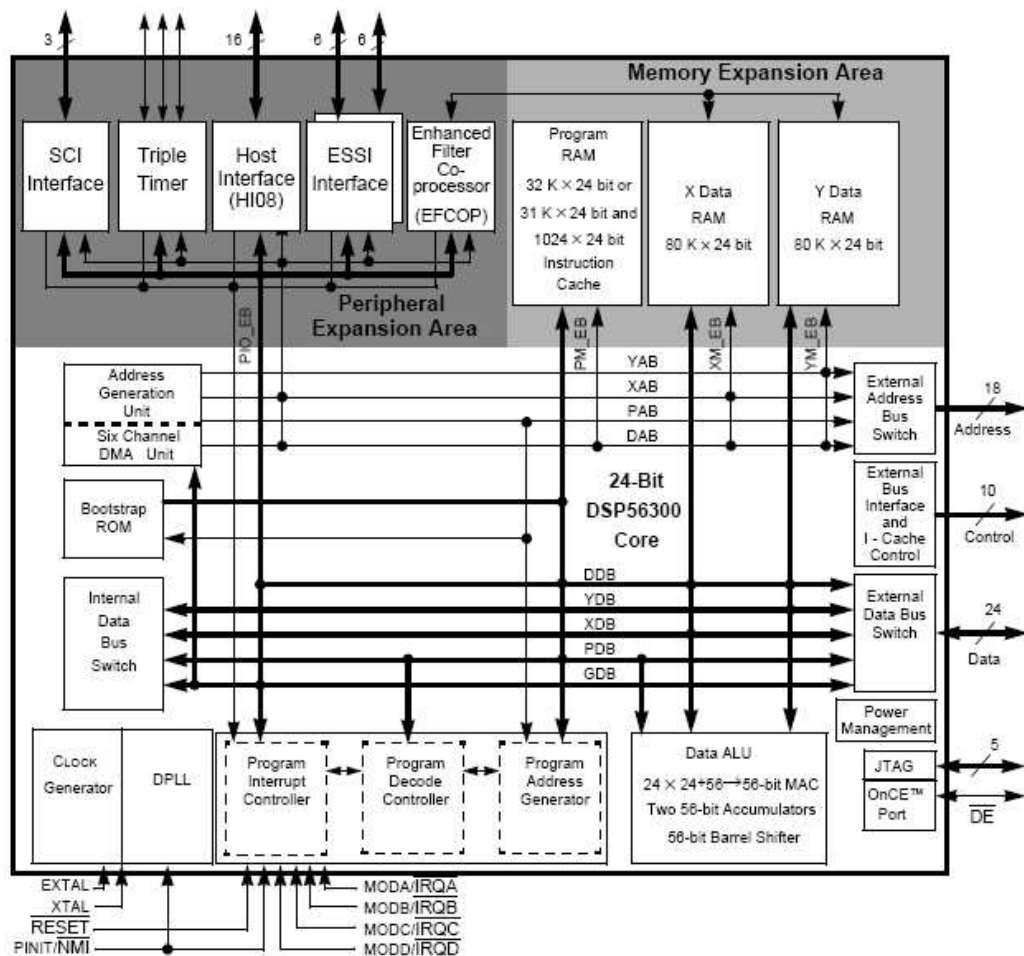 3
16
6
6
Memory Expansion Area
SCI
Interface
Triple
Timer
Host
Interface
(HI08)
ESSI
Interface
Enhanced
Filter
Co-
processor
(EFCOP)
Program
RAM
32 K × 24 bit or
31 K × 24 bit and
1024 × 24 bit
Instruction
Cache
X Data
RAM
80 K × 24 bit
Y Data
RAM
80 K × 24 bit
Peripheral
Expansion Area
PIO_EB
PM_EB
XM_EB
YM_EB
Address
Generation
Unit
Six Channel
DMA Unit
YAB
XAB
PAB
DAB
External
Address
Bus
Switch
18
Address
Bootstrap
ROM
24-Bit
DSP56300
Core
External
Bus
Interface
and
I - Cache
Control
10
Control
Internal
Data
Bus
Switch
DDB
YDB
XDB
PDB
GDB
External
Data Bus
Switch
24
Data
Power
Management
CLOCK
Generator
DPLL
Program
Interrupt
Controller
Program
Decode
Controller
Program
Address
Generator
Data ALU
24 × 24+56→56-bit MAC
Two 56-bit Accumulators
56-bit Barrel Shifter
JTAG
OnCE™
Port
5
DE
EXTAL
XTAL
RESET
PINIT/NMI
MODA/IRQA
MODB/IRQB
MODC/IRQC
MODD/IRQD